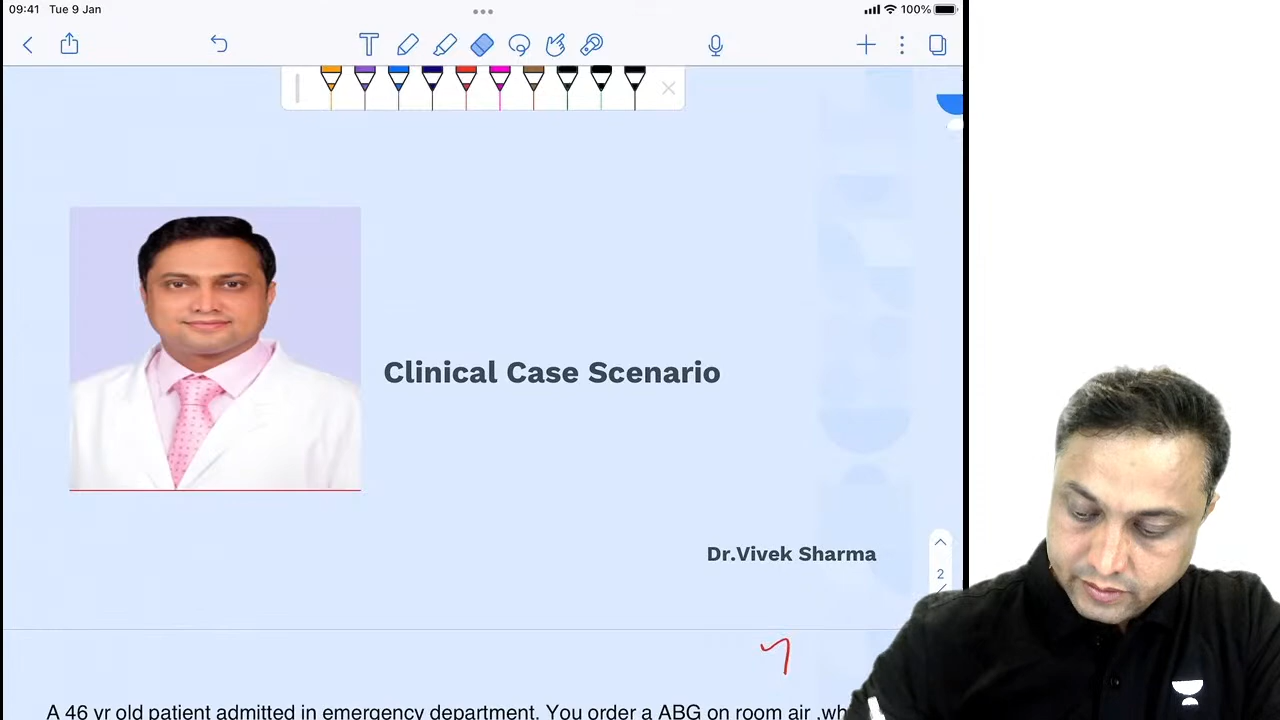 09:41 Tue 9 Jan
100%
T
Clinical Case Scenario
Dr.Vivek Sharma
2
A 46 yr old patient admitted in emergency department. You order a ABG on room air ,wh